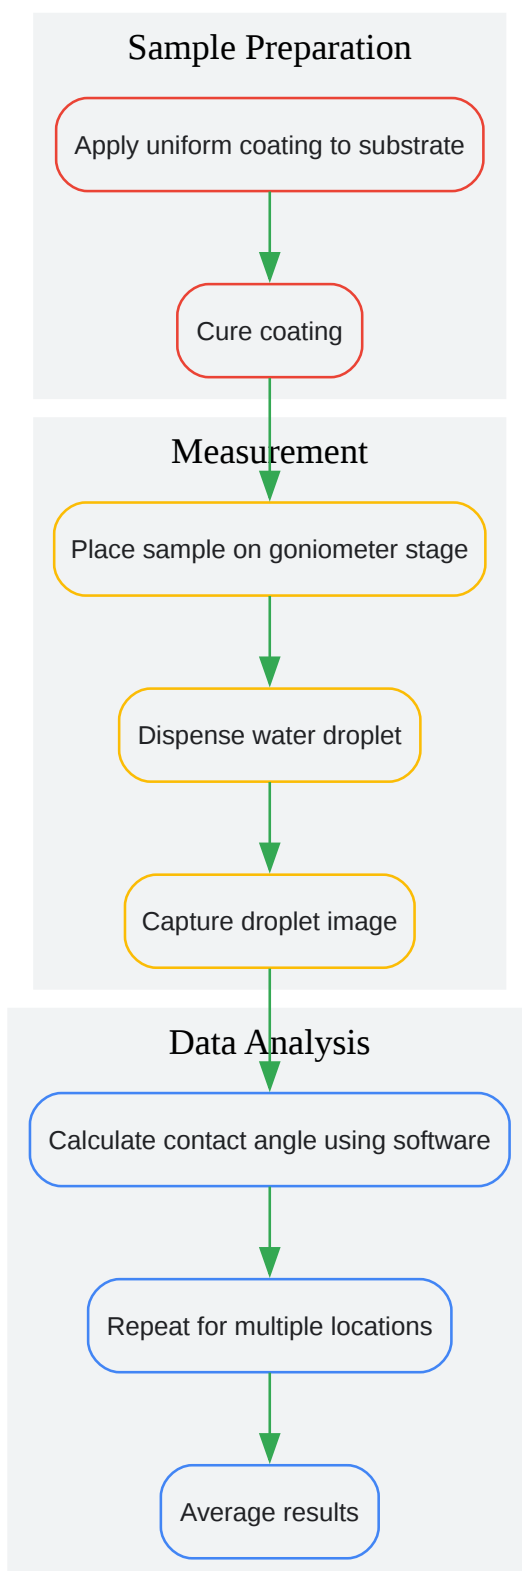 Sample Preparation
Apply uniform coating to substrate
Cure coating
Measurement
Place sample on goniometer stage
Dispense water droplet
Capture droplet image
Data Analysis
Calculate contact angle using software
Repeat for multiple locations
Average results